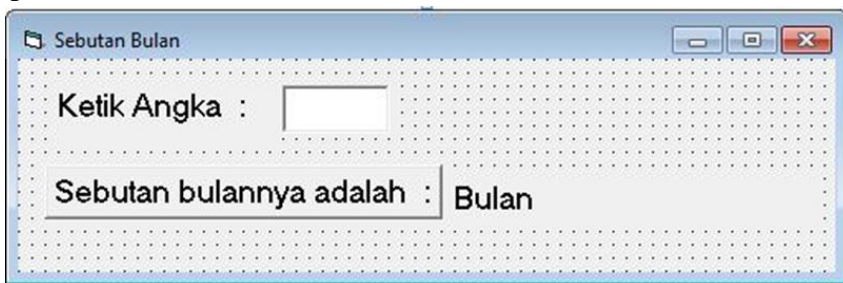 Sebutan Bulan
Ketik Angka :
Sebutan bulannya adalah : Bulan